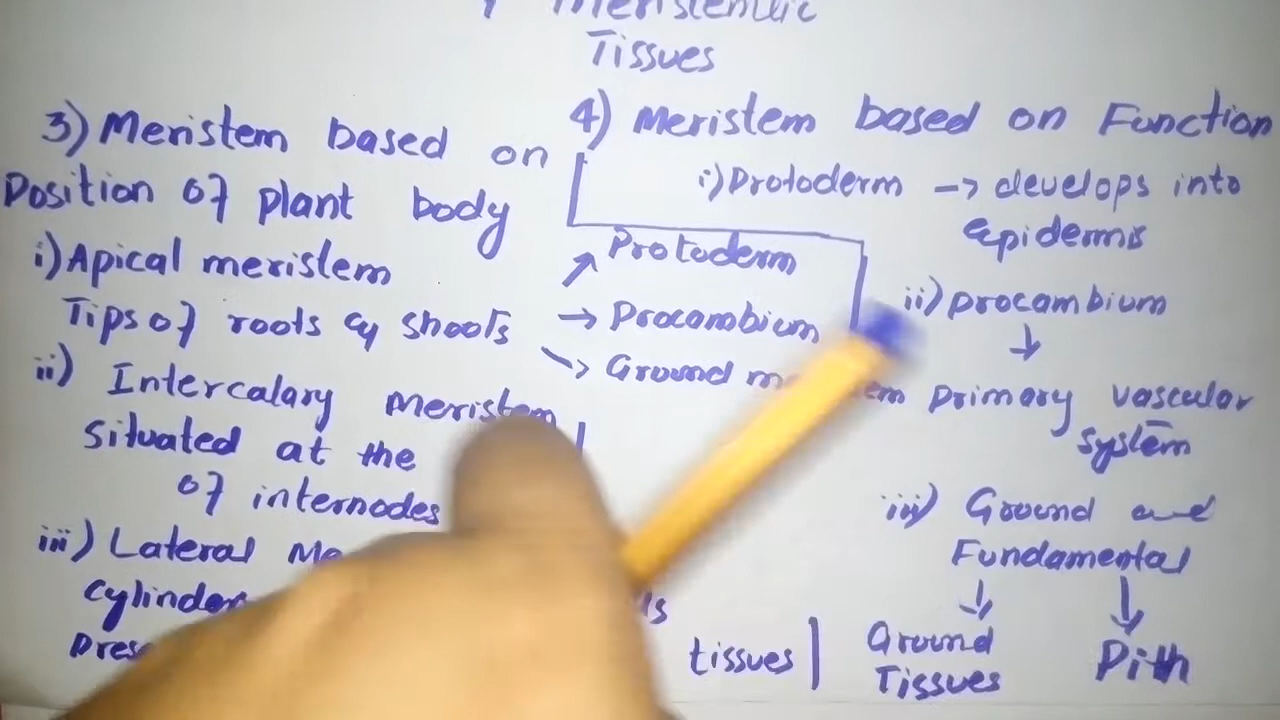 Tissues
3) Meristem based on
Position of plant body
i) Apical meristem
Tips of roots & shoots
→ Protoderm
→ Procambium
→ Ground
ii) Intercalary meristem
situated at the
of internodes
iii) Lateral
tissues
4) Meristem based on Function
i) Protoderm → develops into
epidermis
ii) procambium
↓
primary vascular
system
iii) Ground and
Fundamental
↓ ↓
Ground Pith
Tissues